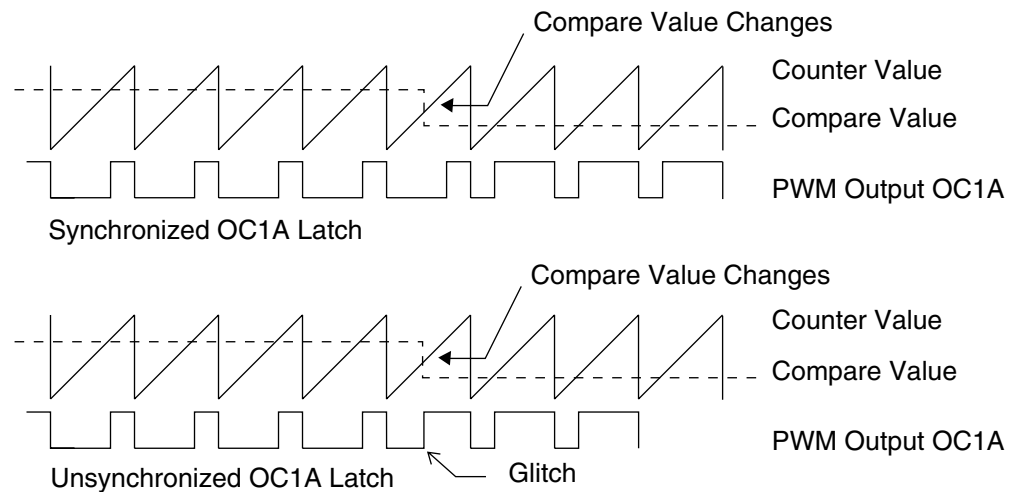 Compare Value Changes
Counter Value
Compare Value
PWM Output OC1A
Synchronized OC1A Latch
Compare Value Changes
Counter Value
Compare Value
PWM Output OC1A
Unsynchronized OC1A Latch
Glitch